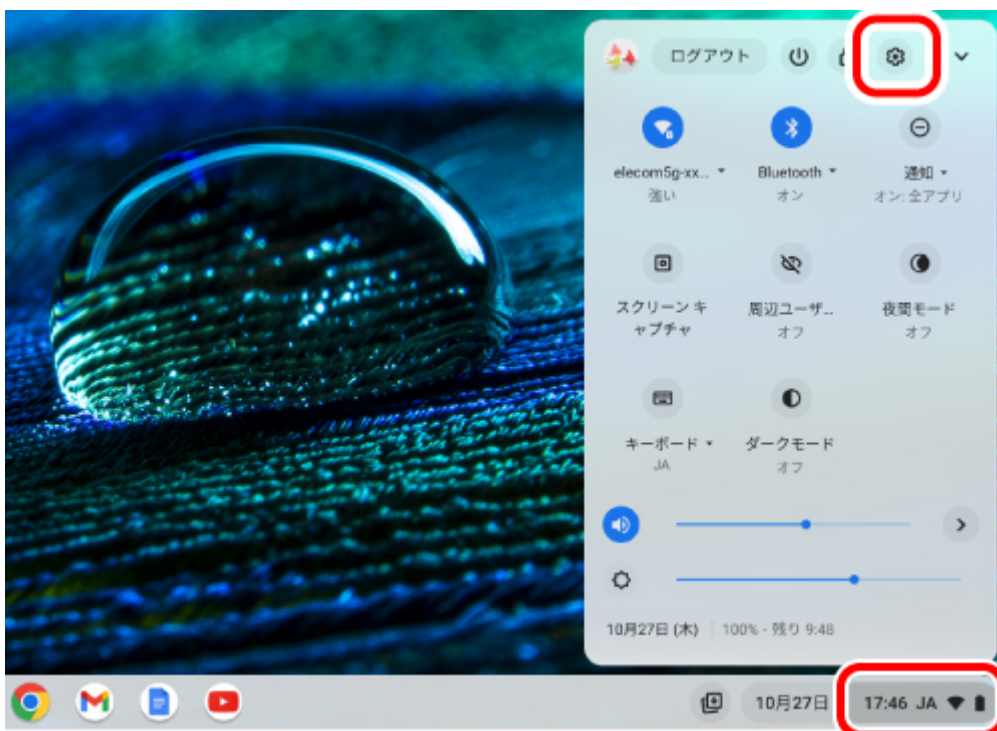 ログアウト
elecom5g-xx...
強い
Bluetooth
オン
通知
オン: 全アプリ
スクリーン キ
ャプチャ
周辺ユーザ...
オフ
夜間モード
オフ
キーボード
JA
ダークモード
オフ
10月27日 (木) | 100% - 残り 9:48
10月27日 17:46 JA